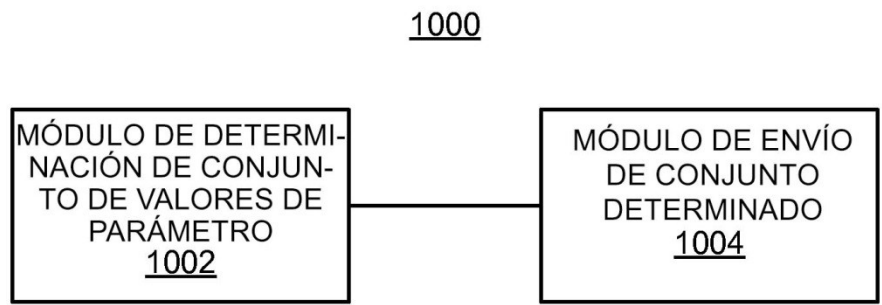 1000
MÓDULO DE DETERMI-
NACIÓN DE CONJUN-
TO DE VALORES DE
PARÁMETRO
1002
MÓDULO DE ENVÍO
DE CONJUNTO
DETERMINADO
1004